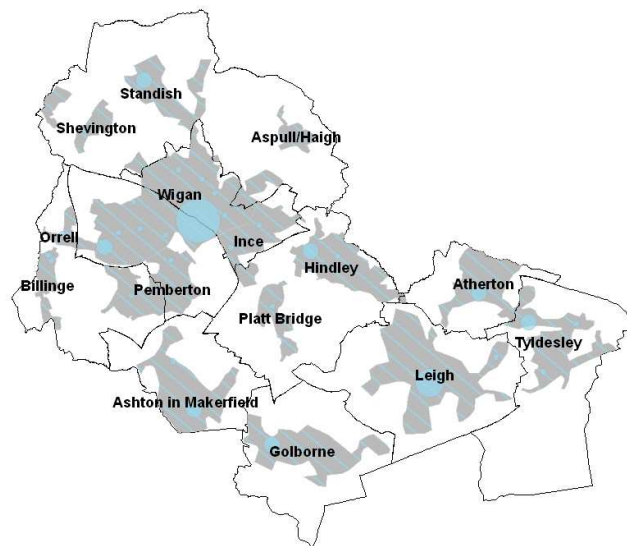 Standish
Shevington
Aspull/Haigh
Wigan
Orrell
Ince
Hindley
Billinge
Pemberton
Atherton
Platt Bridge
Tyldesley
Leigh
Ashton in Makerfield
Golborne